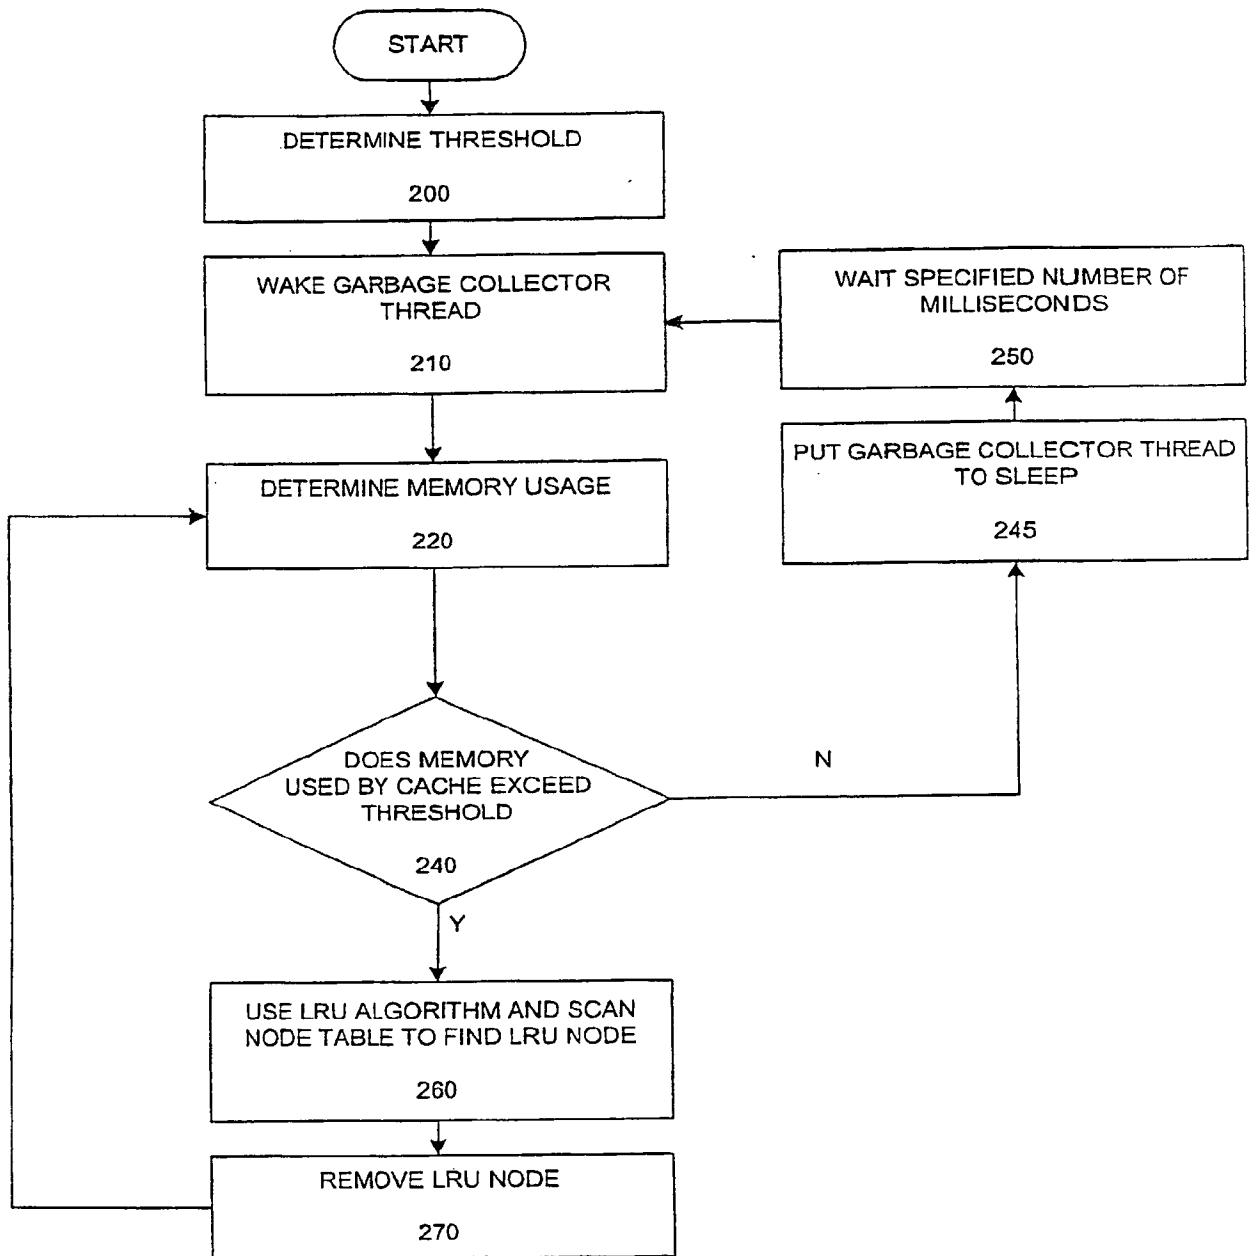 START
DETERMINE THRESHOLD
200
WAKE GARBAGE COLLECTOR
THREAD
210
WAIT SPECIFIED NUMBER OF
MILLISECONDS
250
PUT GARBAGE COLLECTOR THREAD
TO SLEEP
245
DETERMINE MEMORY USAGE
220
DOES MEMORY
USED BY CACHE EXCEED
THRESHOLD
240
N
Y
USE LRU ALGORITHM AND SCAN
NODE TABLE TO FIND LRU NODE
260
REMOVE LRU NODE
270